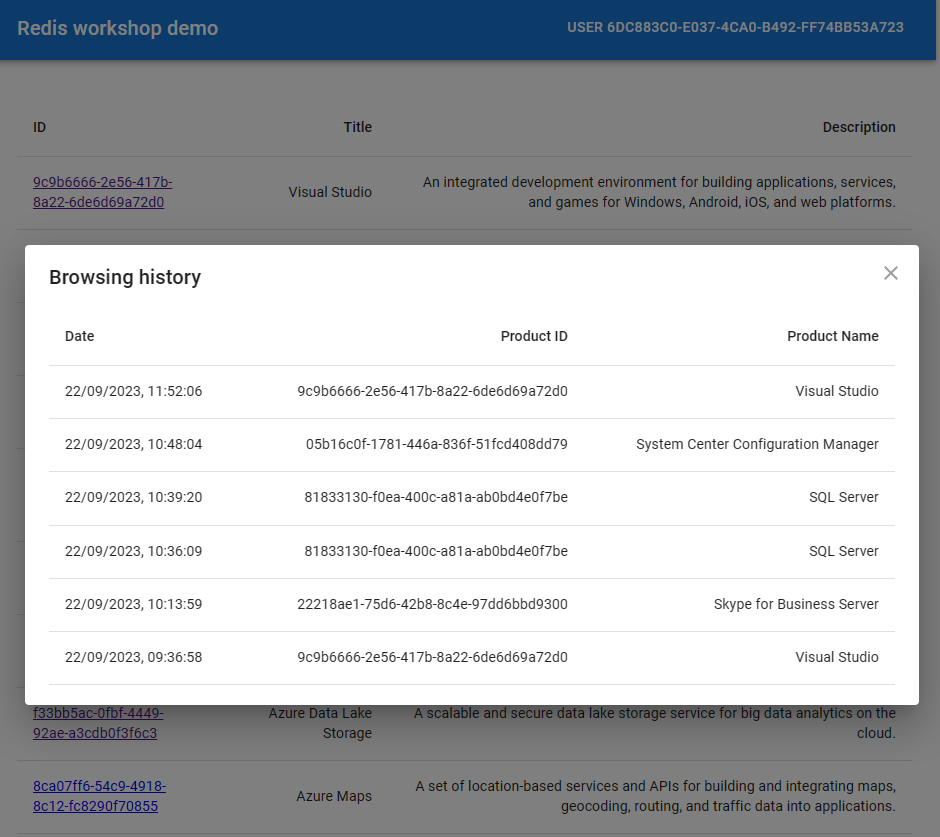 Redis workshop demo
USER 6DC883C0-E037-4CA0-B492-FF74BB53A723
ID Title Description
9c9b6666-2e56-417b-
8a22-6de6d69a72d0
Visual Studio
An integrated development environment for building applications, services,
and games for Windows, Android, iOS, and web platforms.
Browsing history
Date Product ID Product Name
22/09/2023, 11:52:06 9c9b6666-2e56-417b-8a22-6de6d69a72d0 Visual Studio
22/09/2023, 10:48:04 05b16c0f-1781-446a-836f-51fcd408dd79 System Center Configuration Manager
22/09/2023, 10:39:20 81833130-f0ea-400c-a81a-ab0bd4e0f7be SQL Server
22/09/2023, 10:36:09 81833130-f0ea-400c-a81a-ab0bd4e0f7be SQL Server
22/09/2023, 10:13:59 22218ae1-75d6-42b8-8c4e-97dd6bbd9300 Skype for Business Server
22/09/2023, 09:36:58 9c9b6666-2e56-417b-8a22-6de6d69a72d0 Visual Studio
f33bb5ac-0fbf-4449-
92ae-a3cdb0f3f6c3
Azure Data Lake
Storage
A scalable and secure data lake storage service for big data analytics on the
cloud.
8ca07ff6-54c9-4918-
8c12-fc8290f70855
Azure Maps
A set of location-based services and APIs for building and integrating maps,
geocoding, routing, and traffic data into applications.